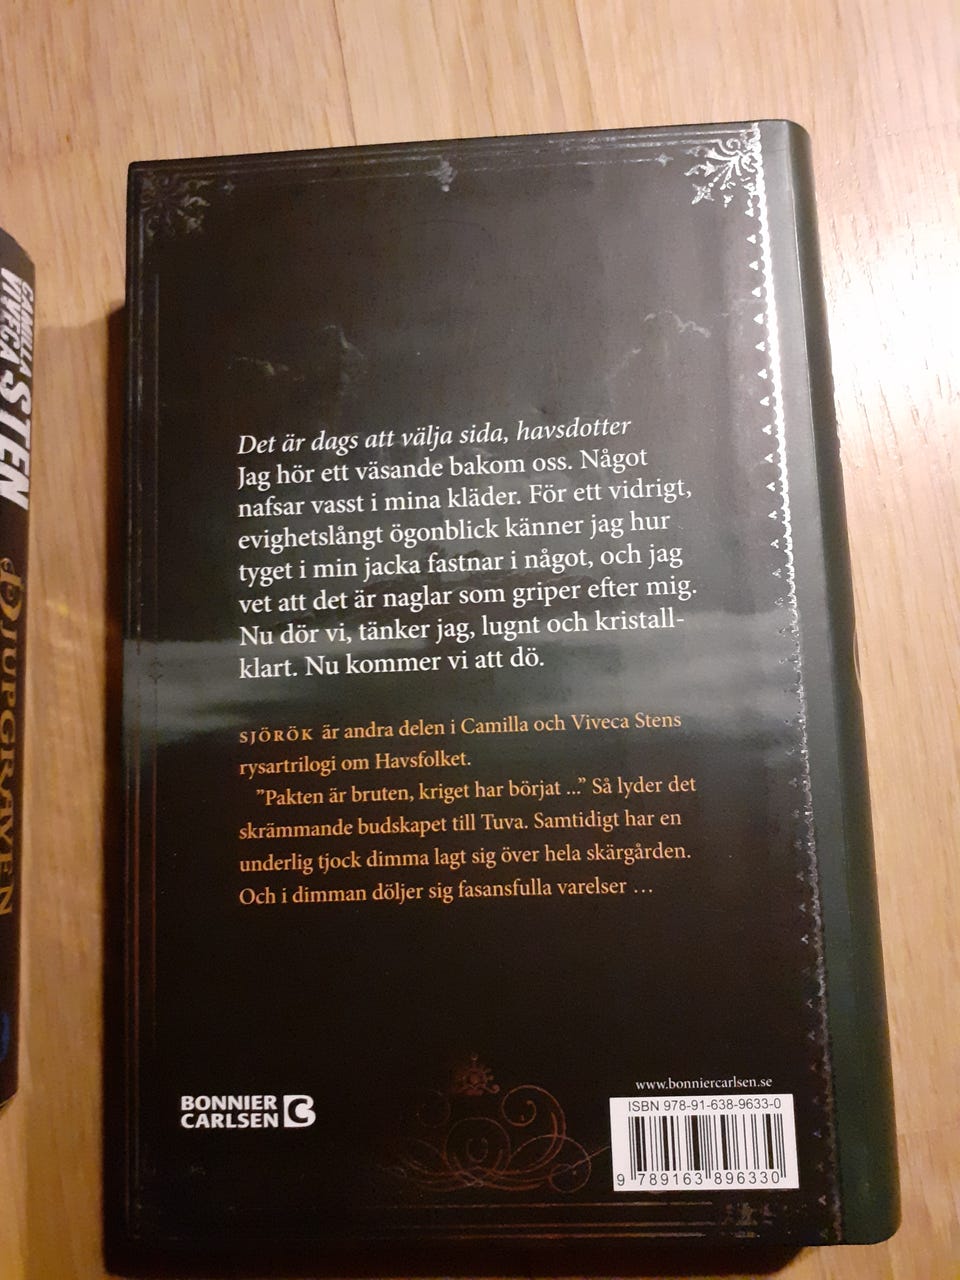 CAMILLA
VIVECA STEN
DJUPGRAVEN
Det är dags att välja sida, havsdotter
Jag hör ett väsande bakom oss. Något
nafsar vasst i mina kläder. För ett vidrigt,
evighetslångt ögonblick känner jag hur
tyget i min jacka fastnar i något, och jag
vet att det är naglar som griper efter mig.
Nu dör vi, tänker jag, lugnt och kristall-
klart. Nu kommer vi att dö.
SJÖRÖK är andra delen i Camilla och Viveca Stens
rysartrilogi om Havsfolket.
”Pakten är bruten, kriget har börjat ...” Så lyder det
skrämmande budskapet till Tuva. Samtidigt har en
underlig tjock dimma lagt sig över hela skärgården.
Och i dimman döljer sig fasansfulla varelser ...
BONNIER
CARLSEN
www.bonniercarlsen.se
ISBN 978-91-638-9633-0
9 789163 896330